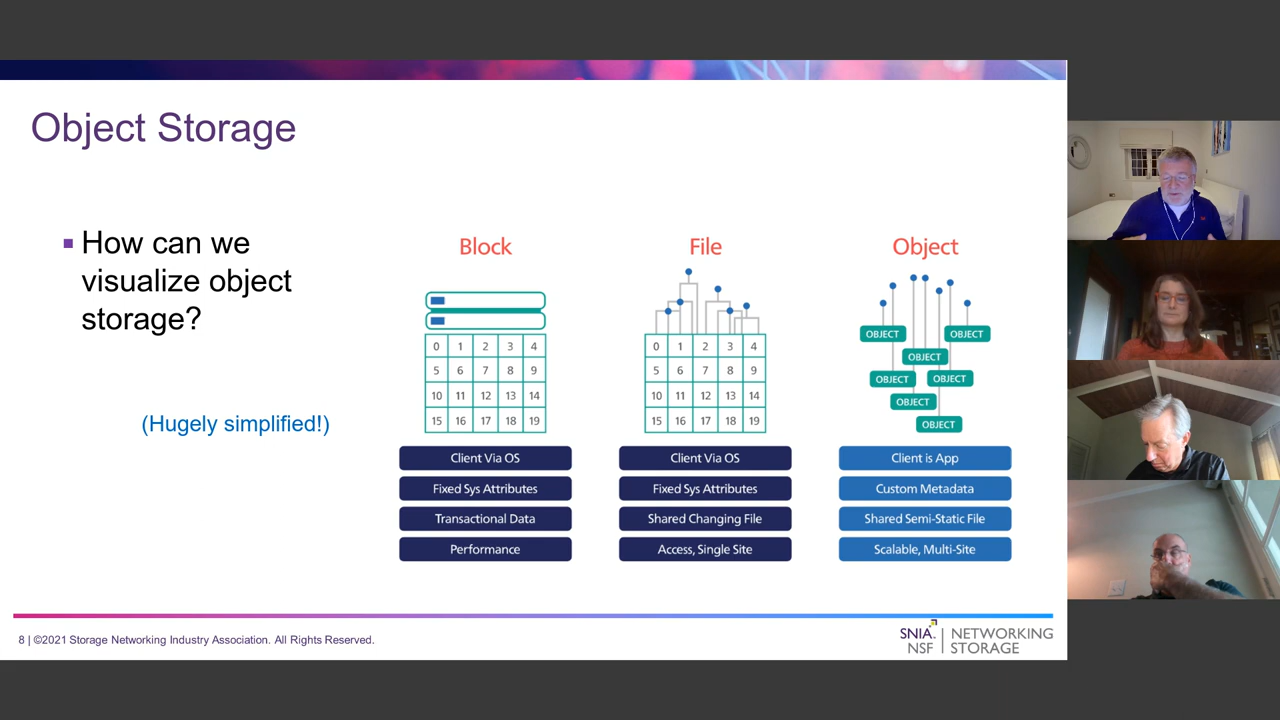 Object Storage
How can we
visualize object
storage?
(Hugely simplified!)
Block
0 1 2 3 4
5 6 7 8 9
10 11 12 13 14
15 16 17 18 19
Client Via OS
Fixed Sys Attributes
Transactional Data
Performance
File
0 1 2 3 4
5 6 7 8 9
10 11 12 13 14
15 16 17 18 19
Client Via OS
Fixed Sys Attributes
Shared Changing File
Access, Single Site
Object
OBJECT OBJECT
OBJECT
OBJECT OBJECT
OBJECT
OBJECT
Client is App
Custom Metadata
Shared Semi-Static File
Scalable, Multi-Site
8 | ©2021 Storage Networking Industry Association. All Rights Reserved.
SNIA. NETWORKING
NSF STORAGE